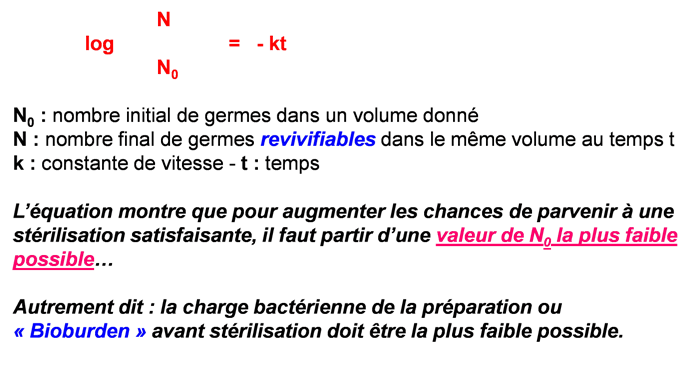 N
log = - kt
N₀
N₀ : nombre initial de germes dans un volume donné
N : nombre final de germes revivifiables dans le même volume au temps t
k : constante de vitesse - t : temps
L’équation montre que pour augmenter les chances de parvenir à une
stérilisation satisfaisante, il faut partir d’une valeur de N₀ la plus faible
possible…
Autrement dit : la charge bactérienne de la préparation ou
« Bioburden » avant stérilisation doit être la plus faible possible.